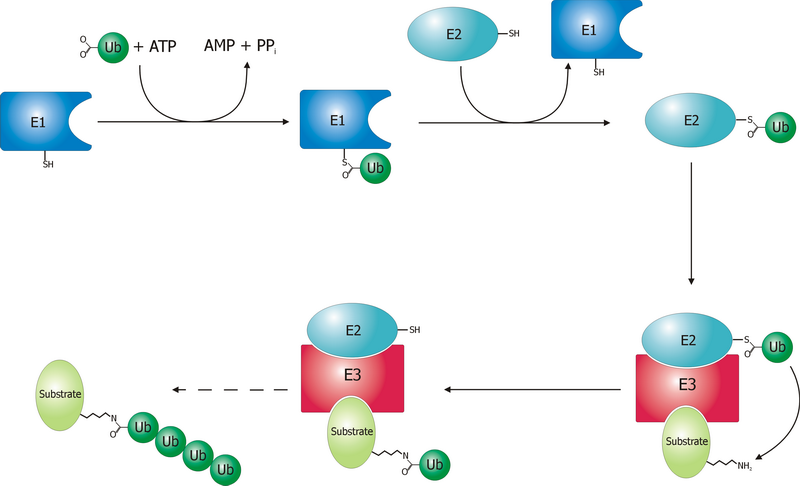 O
O
Ub + ATP
AMP + PPi
E2
SH
E1
SH
E1
SH
E1
S
O
Ub
E2
S
O
Ub
E2
S
O
Ub
E3
Substrate
NH2
E2
SH
E3
Substrate
N
O
Ub
Substrate
N
O
Ub
Ub
Ub
Ub